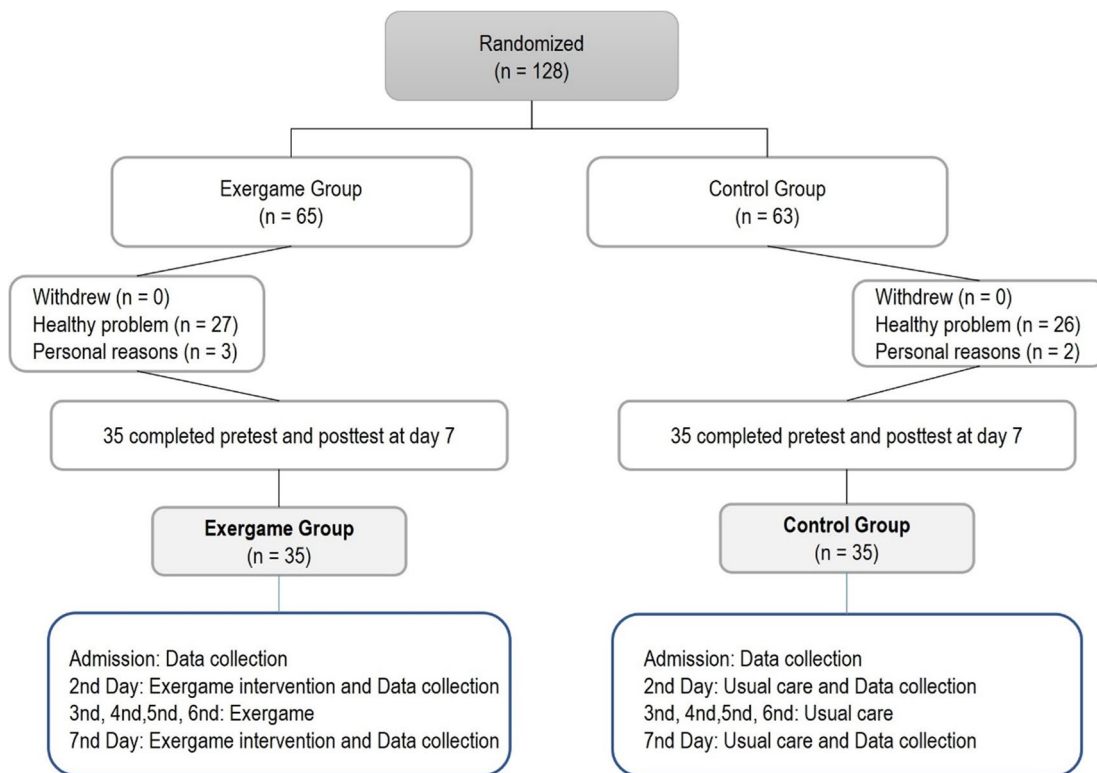 Randomized
(n = 128)
Exergame Group
(n = 65)
Control Group
(n = 63)
Withdrew (n = 0)
Healthy problem (n = 27)
Personal reasons (n = 3)
Withdrew (n = 0)
Healthy problem (n = 26)
Personal reasons (n = 2)
35 completed pretest and posttest at day 7
35 completed pretest and posttest at day 7
Exergame Group
(n = 35)
Control Group
(n = 35)
Admission: Data collection
2nd Day: Exergame intervention and Data collection
3nd, 4nd,5nd, 6nd: Exergame
7nd Day: Exergame intervention and Data collection
Admission: Data collection
2nd Day: Usual care and Data collection
3nd, 4nd,5nd, 6nd: Usual care
7nd Day: Usual care and Data collection